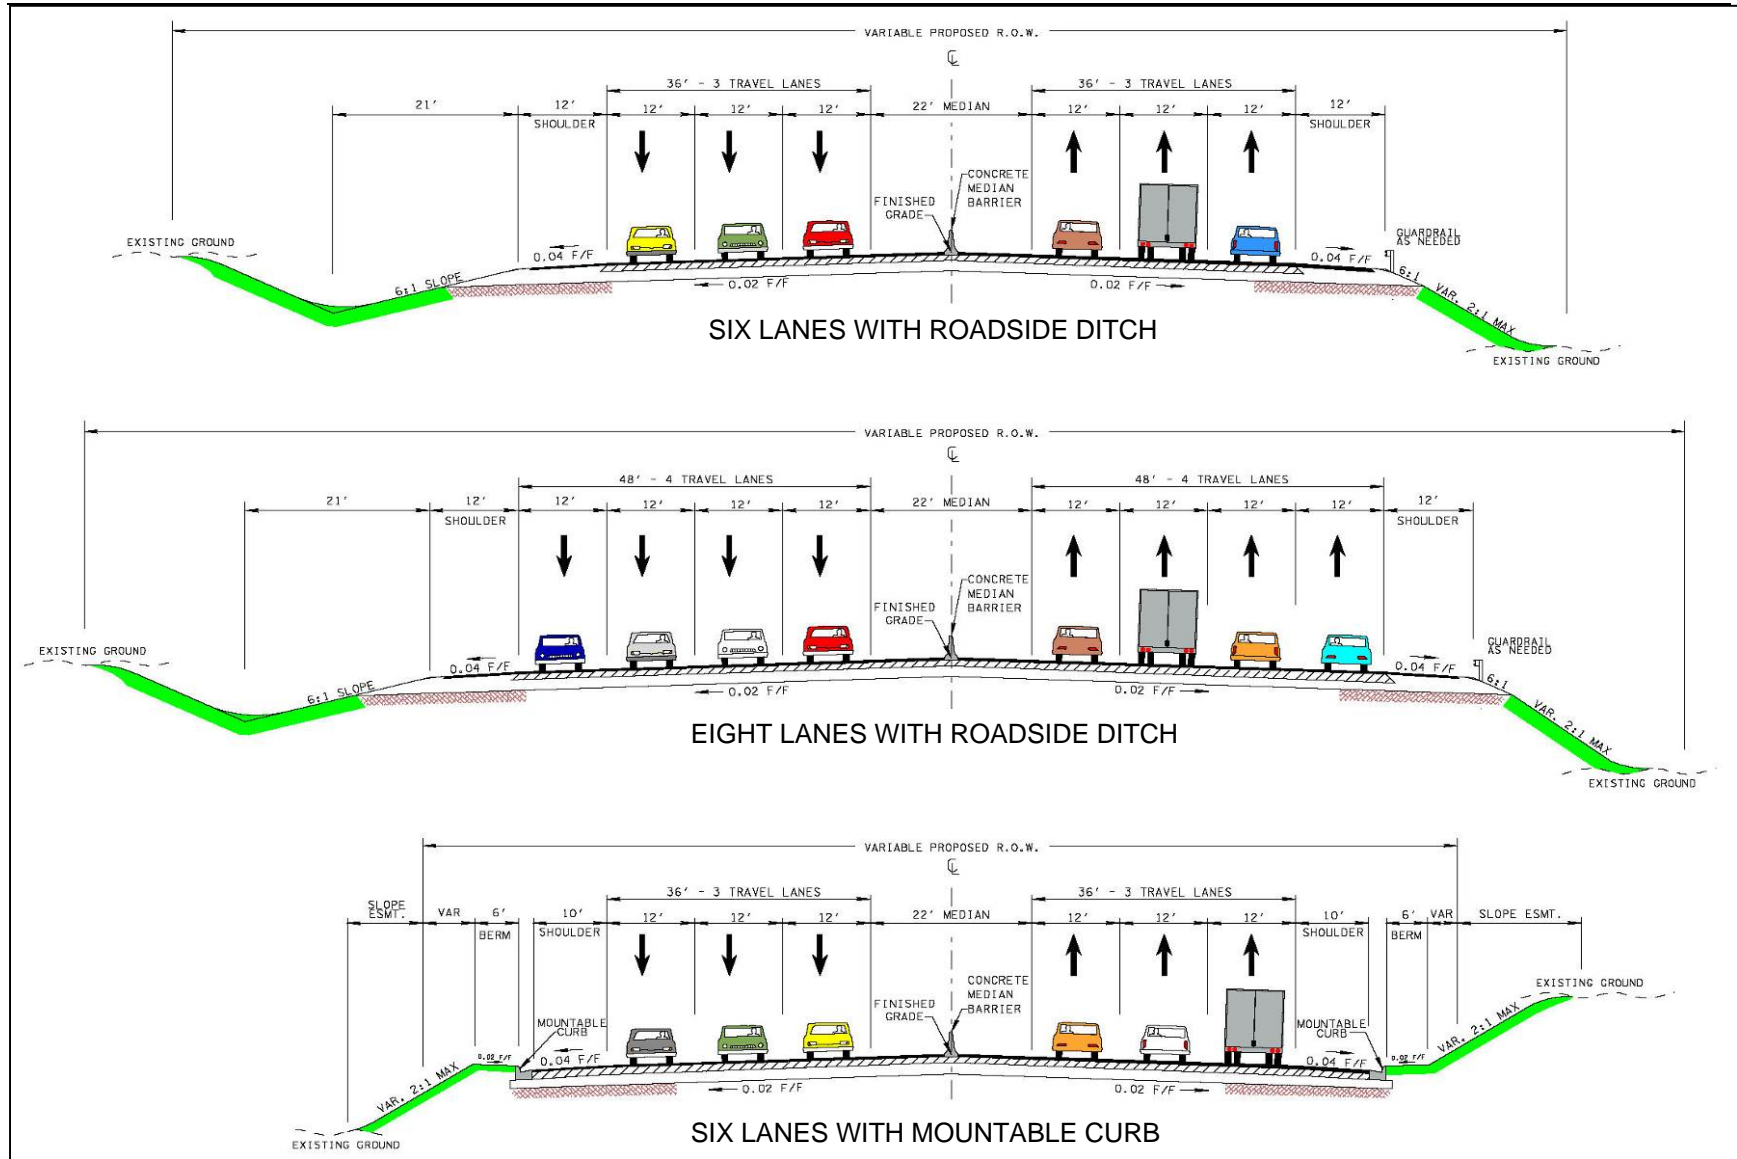 VARIABLE PROPOSED R.O.W.
℄
36' - 3 TRAVEL LANES
36' - 3 TRAVEL LANES
21' 12' 12' 12' 12' 22' MEDIAN 12' 12' 12' 12'
SHOULDER SHOULDER
CONCRETE
MEDIAN
BARRIER
FINISHED
GRADE
EXISTING GROUND
GUARDRAIL
AS NEEDED
0.04 F/F 0.04 F/F
6:1 SLOPE 0.02 F/F 0.02 F/F 6:1
VAR. 2:1 MAX
SIX LANES WITH ROADSIDE DITCH
EXISTING GROUND
VARIABLE PROPOSED R.O.W.
℄
48' - 4 TRAVEL LANES
48' - 4 TRAVEL LANES
21' 12' 12' 12' 12' 12' 22' MEDIAN 12' 12' 12' 12' 12'
SHOULDER SHOULDER
CONCRETE
MEDIAN
BARRIER
FINISHED
GRADE
EXISTING GROUND
GUARDRAIL
AS NEEDED
0.04 F/F 0.04 F/F
6:1 SLOPE 0.02 F/F 0.02 F/F 6:1
VAR. 2:1 MAX
EIGHT LANES WITH ROADSIDE DITCH
EXISTING GROUND
VARIABLE PROPOSED R.O.W.
℄
36' - 3 TRAVEL LANES
36' - 3 TRAVEL LANES
SLOPE
ESMT.
VAR 6' 10' 12' 12' 12' 22' MEDIAN 12' 12' 12' 10' 6' VAR SLOPE ESMT.
BERM SHOULDER SHOULDER BERM
CONCRETE
MEDIAN
BARRIER
FINISHED
GRADE
EXISTING GROUND
MOUNTABLE
CURB
MOUNTABLE
CURB
0.02 F/F 0.04 F/F 0.04 F/F 0.02 F/F
VAR. 2:1 MAX 0.02 F/F 0.02 F/F VAR. 2:1 MAX
SIX LANES WITH MOUNTABLE CURB
EXISTING GROUND